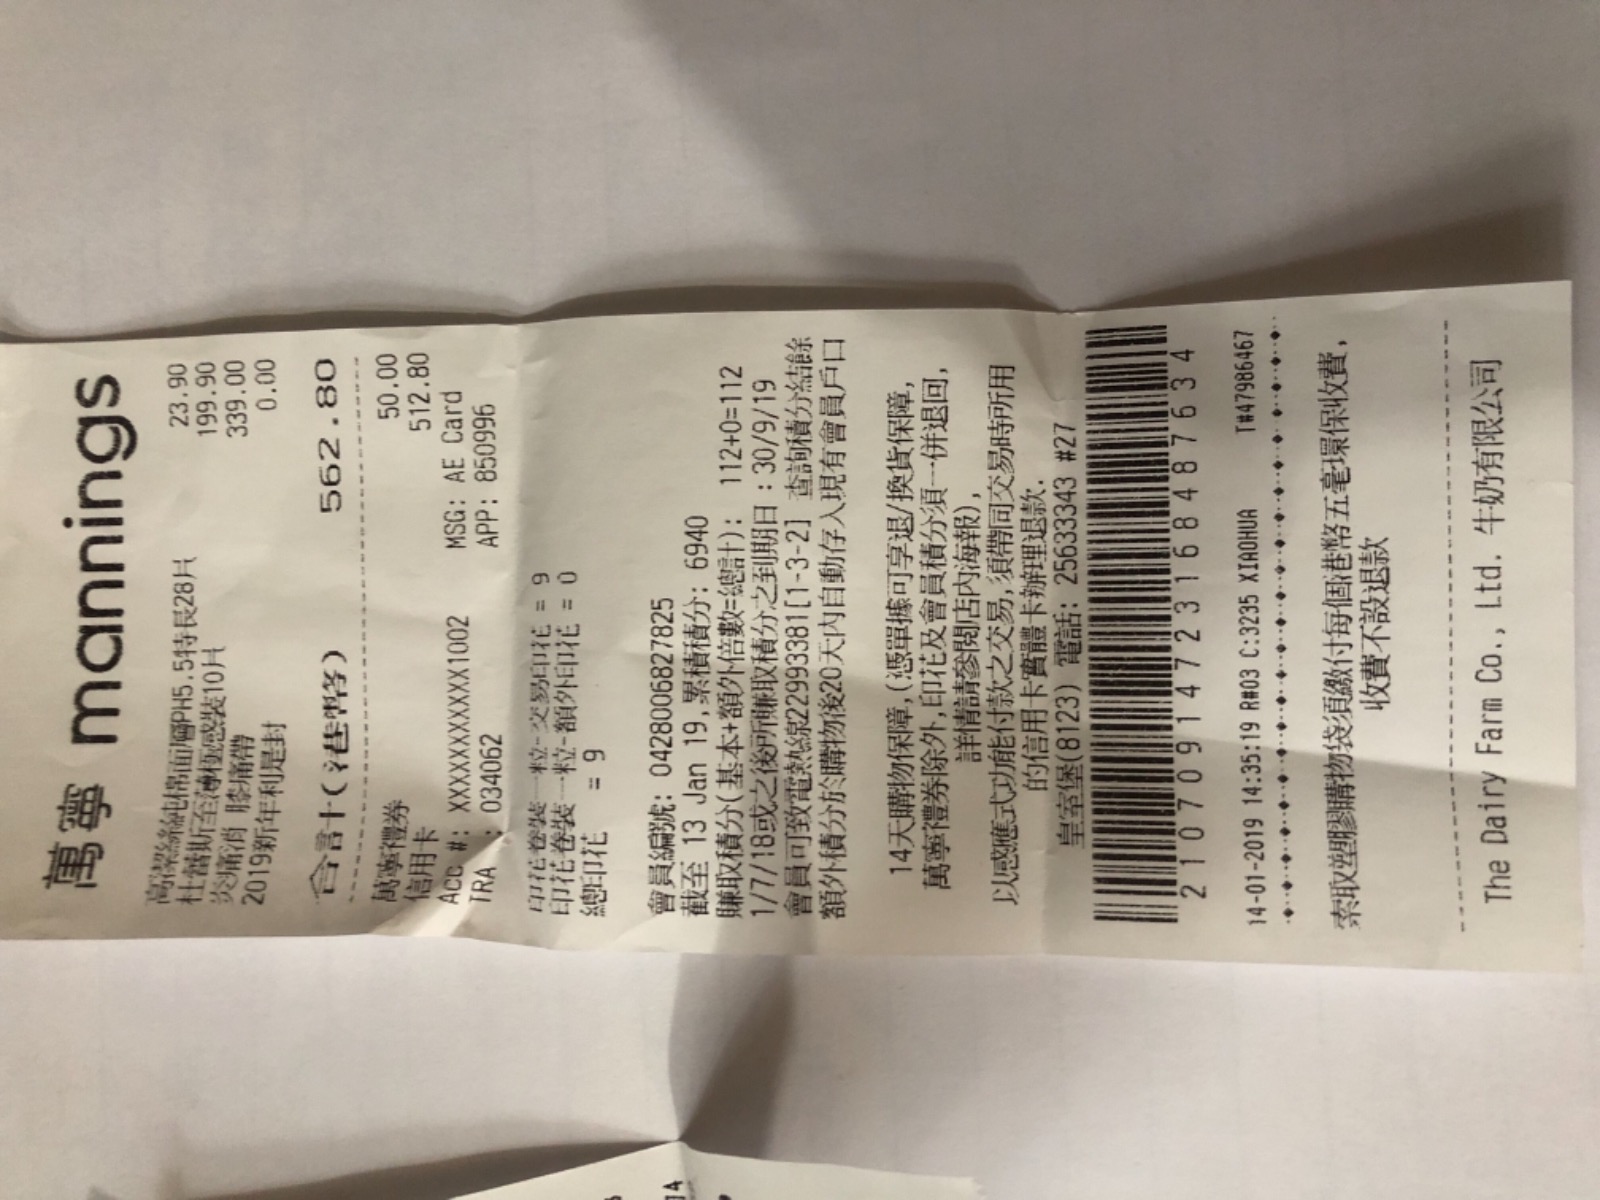 萬寧 mannings
高潔絲純棉面層PH5.5特長28片 23.90
杜蕾斯至薄極感裝10片 199.90
炎痛消 膝痛帶 339.00
2019新年利是封 0.00
合計(港幣) 562.80
萬寧禮券 50.00
信用卡 512.80
ACC #: XXXXXXXXXXX1002 MSG: AE Card
TRA : 034062 APP: 850996
印花卷裝一粒-交易印花 = 9
印花卷裝一粒-額外印花 = 0
總印花 = 9
會員編號: 0428006827825
截至 13 Jan 19,累積積分: 6940
賺取積分(基本+額外倍數=總計): 112+0=112
1/7/18或之後所賺取積分之到期日 :30/9/19
會員可致電熱線22993381[1-3-2] 查詢積分結餘
額外積分於購物後20天內自動存入現有會員戶口
14天購物保障,(憑單據可享退/換貨保障,
萬寧禮券除外,印花及會員積分須一併退回,
詳情請參閱店內海報),
以感應式功能付款之交易,須帶同交易時所用
的信用卡實體卡辦理退款.
皇室堡(8123) 電話: 25633343 #27
2107091472316848487634
14-01-2019 14:35:19 R#03 C:3235 XIAOHUA T#47986467
索取塑膠購物袋須繳付每個港幣五毫環保收費,
收費不設退款
The Dairy Farm Co., Ltd. 牛奶有限公司